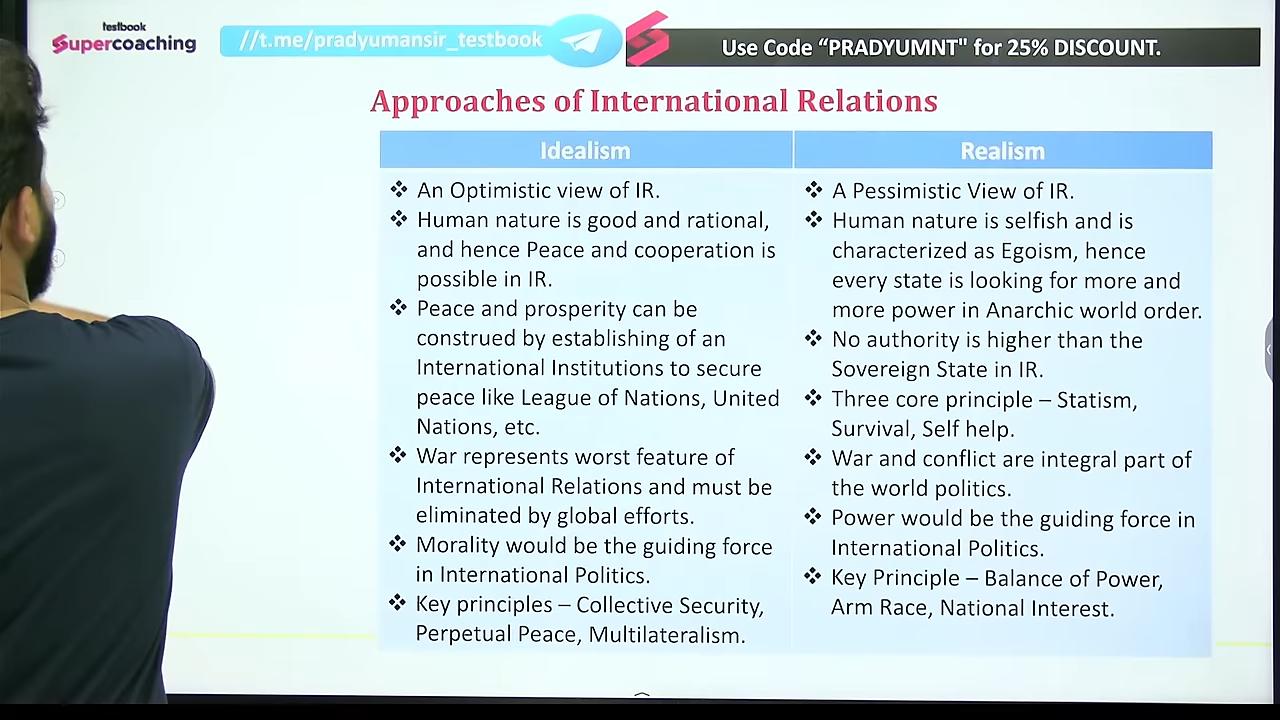 testbook
Supercoaching
//t.me/pradyumansir_testbook
Use Code “PRADYUMNT" for 25% DISCOUNT.
Approaches of International Relations
Idealism
❖ An Optimistic view of IR.
❖ Human nature is good and rational,
and hence Peace and cooperation is
possible in IR.
❖ Peace and prosperity can be
construed by establishing of an
International Institutions to secure
peace like League of Nations, United
Nations, etc.
❖ War represents worst feature of
International Relations and must be
eliminated by global efforts.
❖ Morality would be the guiding force
in International Politics.
❖ Key principles – Collective Security,
Perpetual Peace, Multilateralism.
Realism
❖ A Pessimistic View of IR.
❖ Human nature is selfish and is
characterized as Egoism, hence
every state is looking for more and
more power in Anarchic world order.
❖ No authority is higher than the
Sovereign State in IR.
❖ Three core principle – Statism,
Survival, Self help.
❖ War and conflict are integral part of
the world politics.
❖ Power would be the guiding force in
International Politics.
❖ Key Principle – Balance of Power,
Arm Race, National Interest.